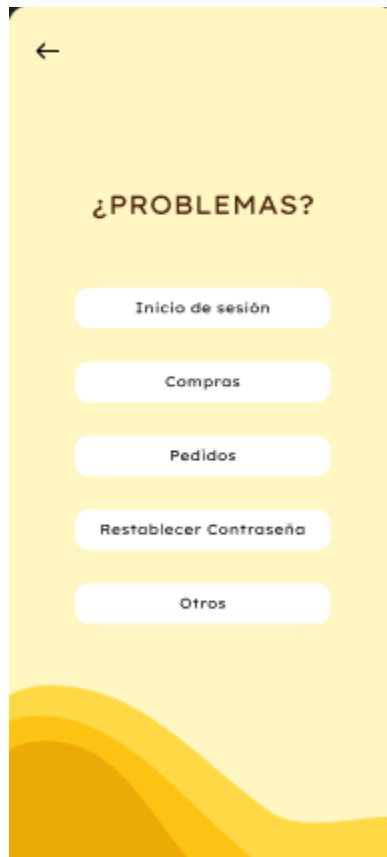 ¿PROBLEMAS?
Inicio de sesión
Compras
Pedidos
Restablecer Contraseña
Otros